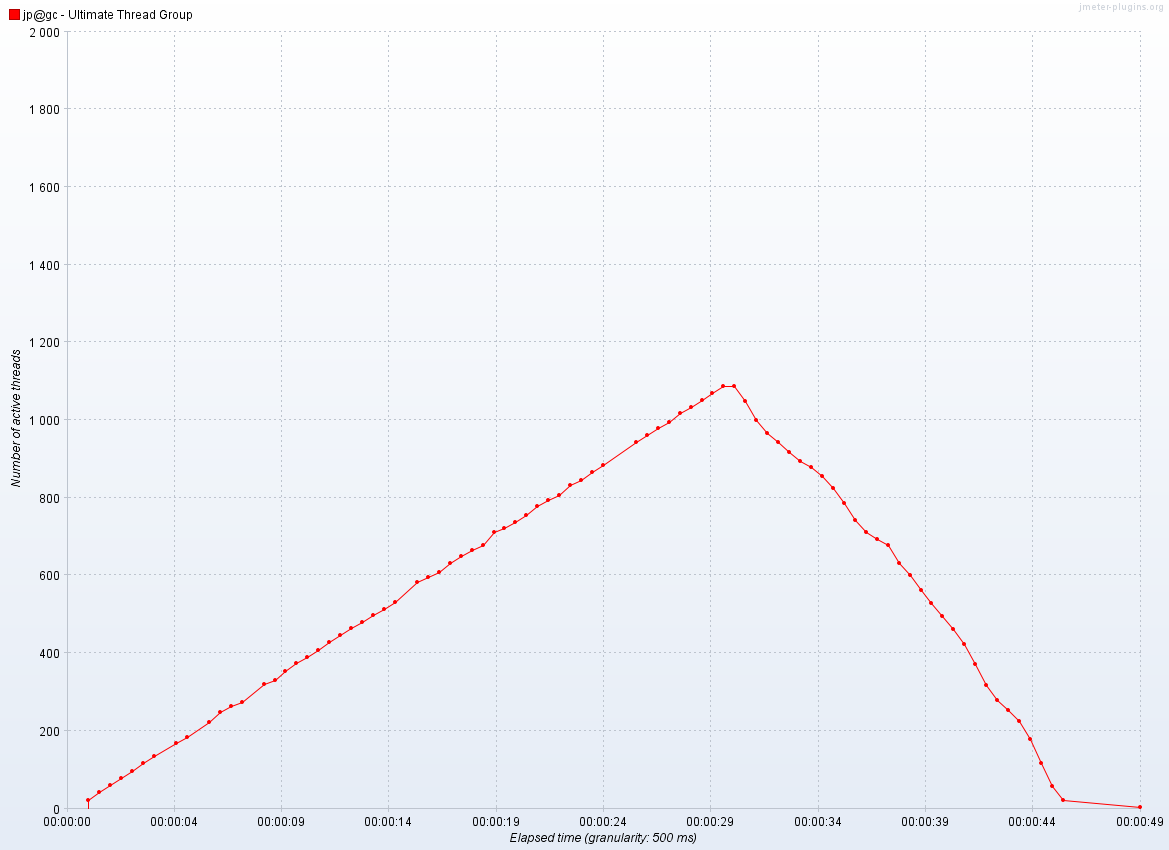 jp@gc - Ultimate Thread Group
jmeter-plugins.org
2 000
1 800
1 600
1 400
1 200
1 000
800
600
400
200
0
Number of active threads
00:00:00 00:00:04 00:00:09 00:00:14 00:00:19 00:00:24 00:00:29 00:00:34 00:00:39 00:00:44 00:00:49
Elapsed time (granularity: 500 ms)